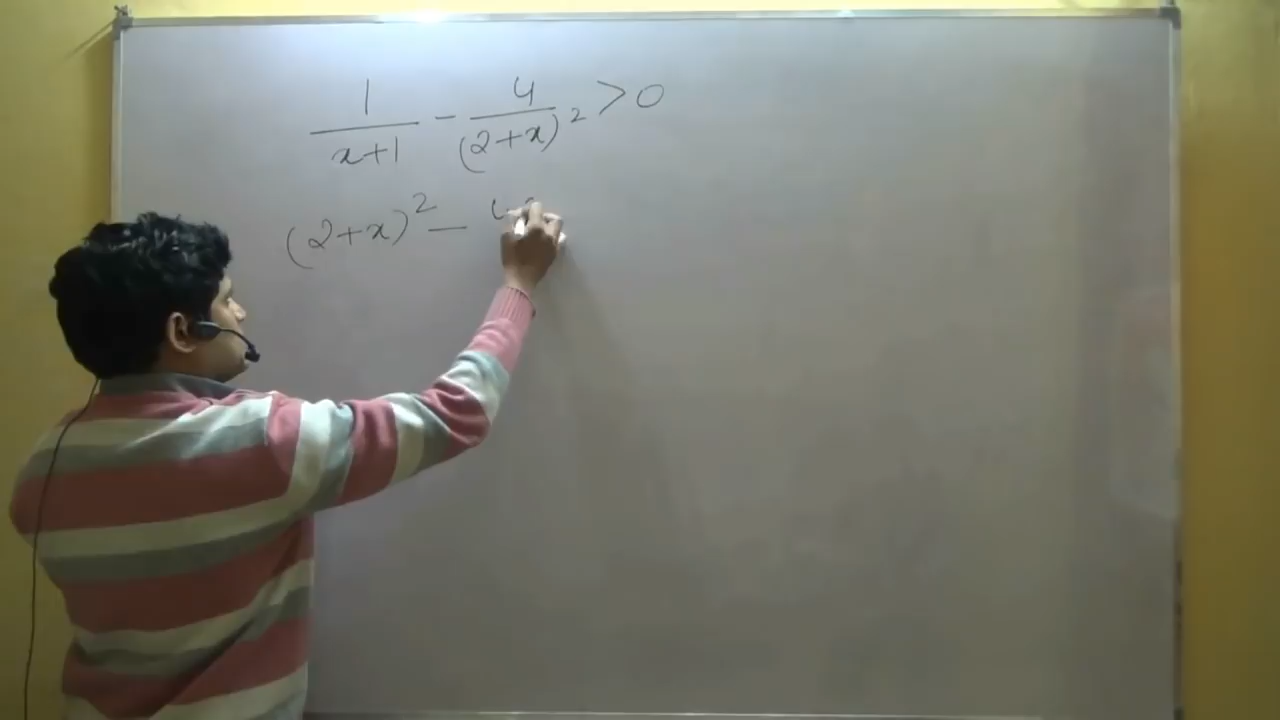 1/(x+1) - 4/(2+x)² > 0
(2+x)² - 4